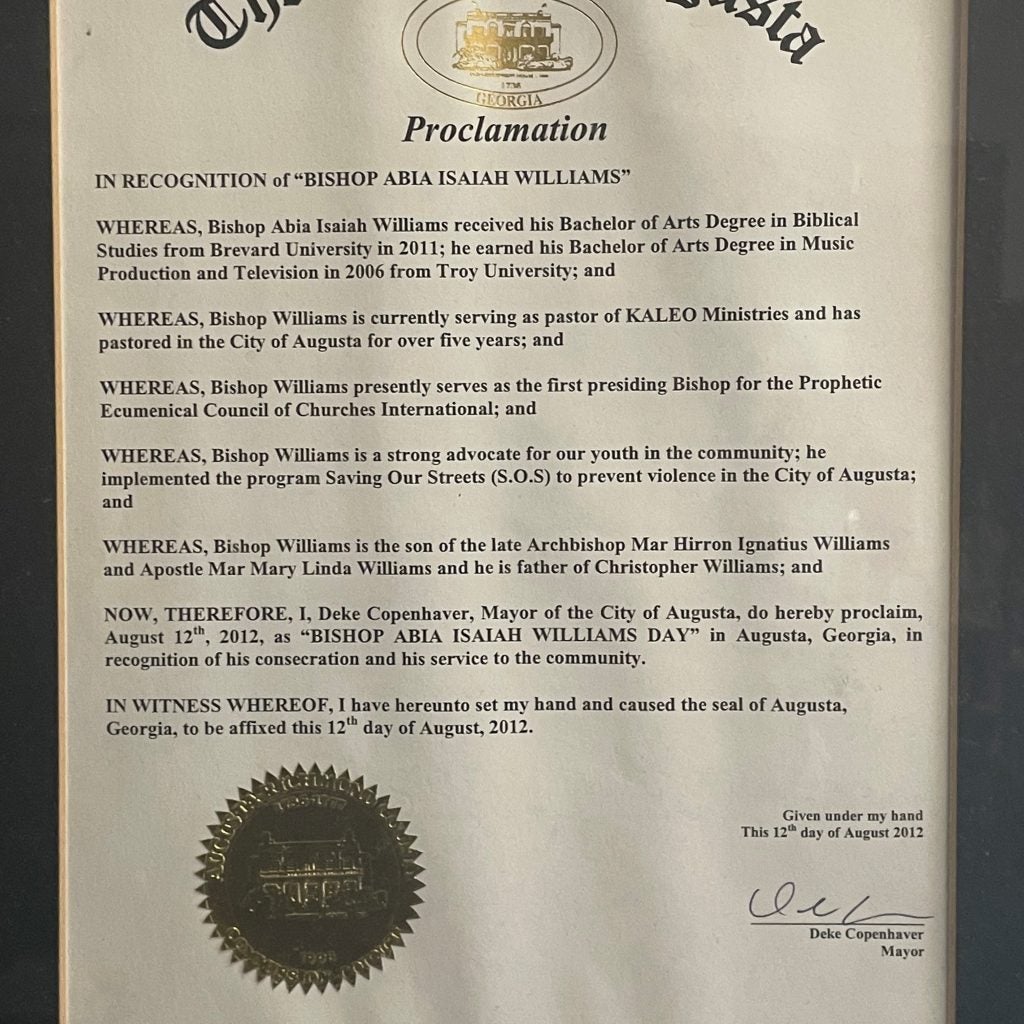 GEORGIA
Proclamation
IN RECOGNITION of “BISHOP ABIA ISAIAH WILLIAMS”
WHEREAS, Bishop Abia Isaiah Williams received his Bachelor of Arts Degree in Biblical
Studies from Brevard University in 2011; he earned his Bachelor of Arts Degree in Music
Production and Television in 2006 from Troy University; and
WHEREAS, Bishop Williams is currently serving as pastor of KALEO Ministries and has
pastored in the City of Augusta for over five years; and
WHEREAS, Bishop Williams presently serves as the first presiding Bishop for the Prophetic
Ecumenical Council of Churches International; and
WHEREAS, Bishop Williams is a strong advocate for our youth in the community; he
implemented the program Saving Our Streets (S.O.S) to prevent violence in the City of Augusta;
and
WHEREAS, Bishop Williams is the son of the late Archbishop Mar Hirron Ignatius Williams
and Apostle Mar Mary Linda Williams and he is father of Christopher Williams; and
NOW, THEREFORE, I, Deke Copenhaver, Mayor of the City of Augusta, do hereby proclaim,
August 12th, 2012, as “BISHOP ABIA ISAIAH WILLIAMS DAY” in Augusta, Georgia, in
recognition of his consecration and his service to the community.
IN WITNESS WHEREOF, I have hereunto set my hand and caused the seal of Augusta,
Georgia, to be affixed this 12th day of August, 2012.
Given under my hand
This 12th day of August 2012
Deke Copenhaver
Mayor